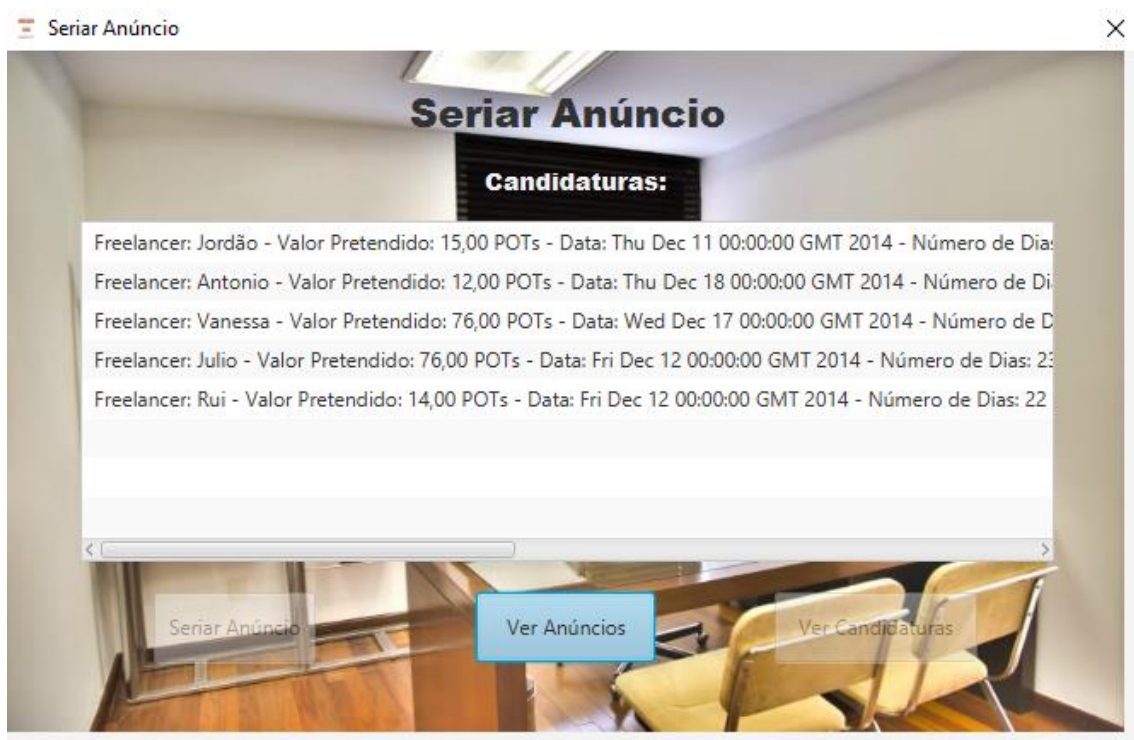 Seriar Anúncio
Seriar Anúncio
Candidaturas:
Freelancer: Jordão - Valor Pretendido: 15,00 POTs - Data: Thu Dec 11 00:00:00 GMT 2014 - Número de
Freelancer: Antonio - Valor Pretendido: 12,00 POTs - Data: Thu Dec 18 00:00:00 GMT 2014 - Número de
Freelancer: Vanessa - Valor Pretendido: 76,00 POTs - Data: Wed Dec 17 00:00:00 GMT 2014 - Número de
Freelancer: Julio - Valor Pretendido: 76,00 POTs - Data: Fri Dec 12 00:00:00 GMT 2014 - Número de Dias: 23
Freelancer: Rui - Valor Pretendido: 14,00 POTs - Data: Fri Dec 12 00:00:00 GMT 2014 - Número de Dias: 22
Seriar Anúncio
Ver Anúncios
Ver Candidaturas